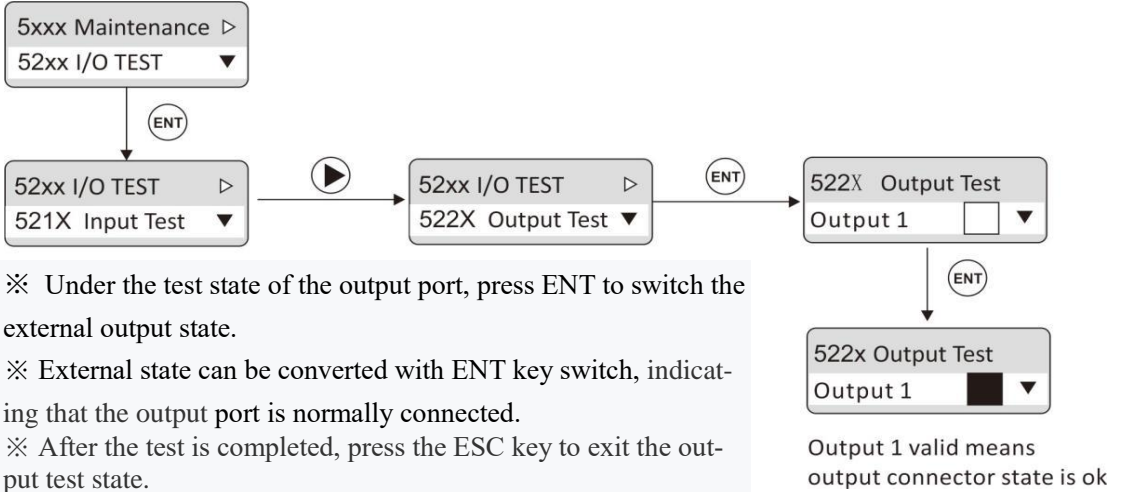 5xxx Maintenance ▷
52xx I/O TEST ▼
ENT
52xx I/O TEST ▷
521X Input Test ▼
52xx I/O TEST ▷
522X Output Test ▼
ENT
522X Output Test
Output 1 ▼
※ Under the test state of the output port, press ENT to switch the
external output state.
※ External state can be converted with ENT key switch, indicat-
ing that the output port is normally connected.
※ After the test is completed, press the ESC key to exit the out-
put test state.
ENT
522x Output Test
Output 1 ▼
Output 1 valid means
output connector state is ok